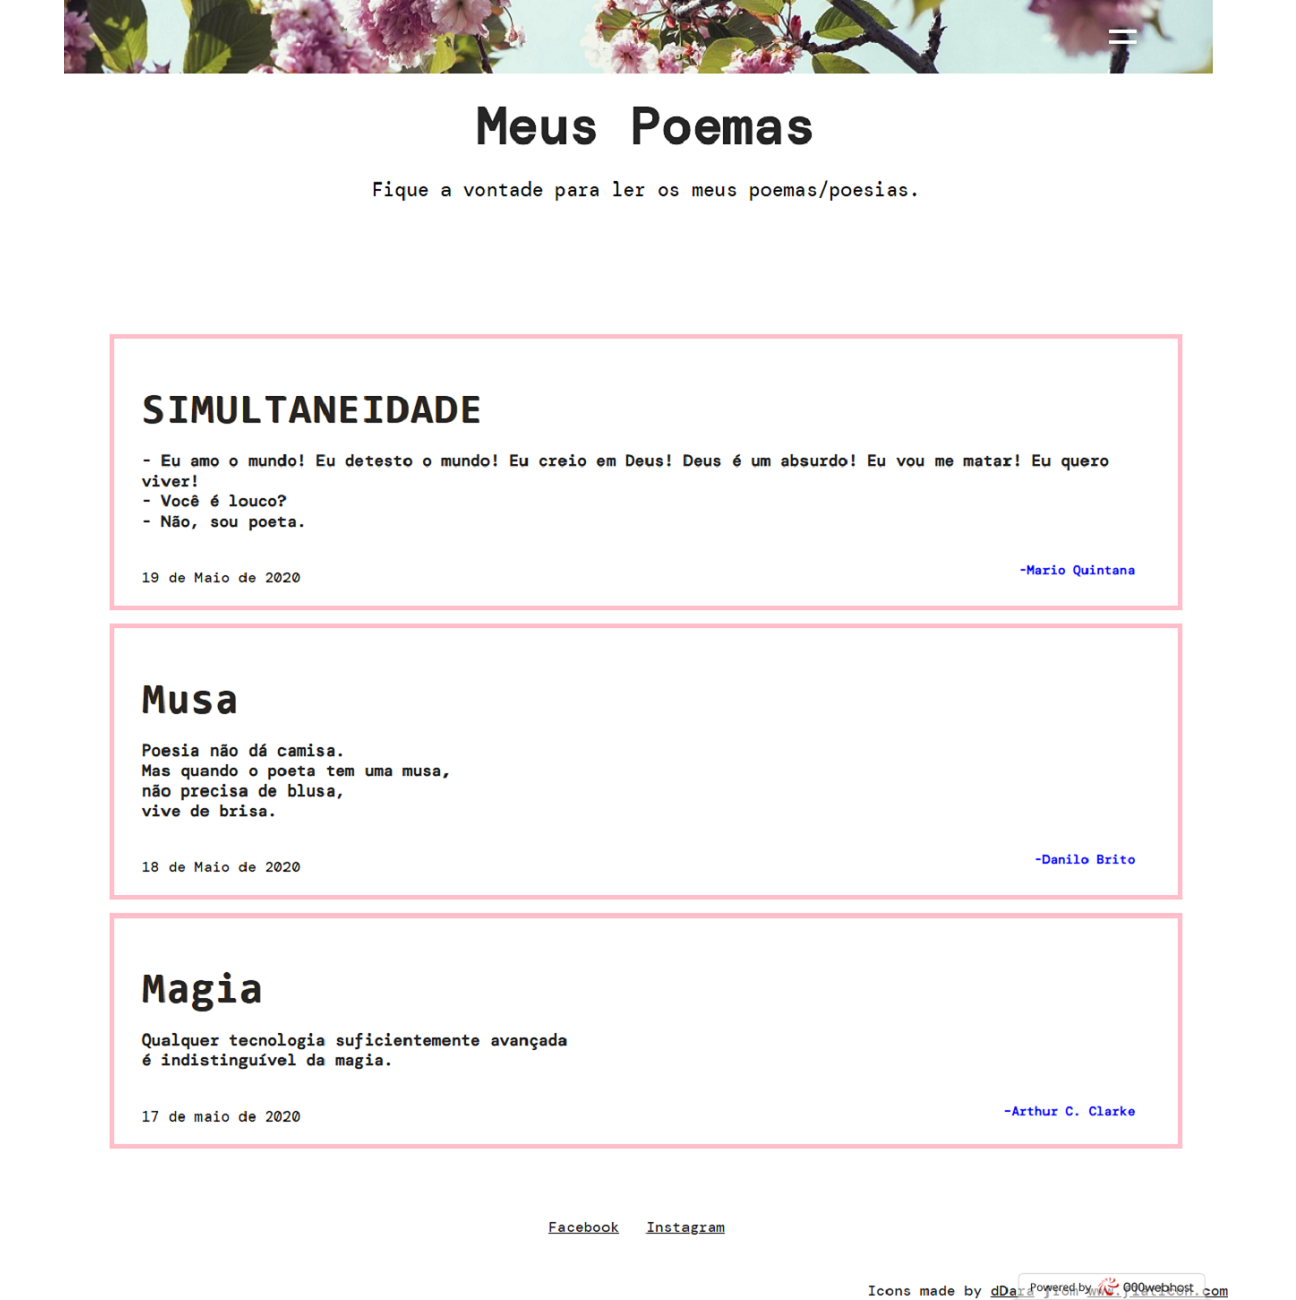 Meus Poemas
Fique a vontade para ler os meus poemas/poesias.
SIMULTANEIDADE
- Eu amo o mundo! Eu detesto o mundo! Eu creio em Deus! Deus é um absurdo! Eu vou me matar! Eu quero
viver!
- Você é louco?
- Não, sou poeta.
19 de Maio de 2020
-Mario Quintana
Musa
Poesia não dá camisa.
Mas quando o poeta tem uma musa,
não precisa de blusa,
vive de brisa.
18 de Maio de 2020
-Danilo Brito
Magia
Qualquer tecnologia suficientemente avançada
é indistinguível da magia.
17 de maio de 2020
-Arthur C. Clarke
Facebook Instagram
Icons made by dDara from www.flaticon.com
Powered by 000webhost